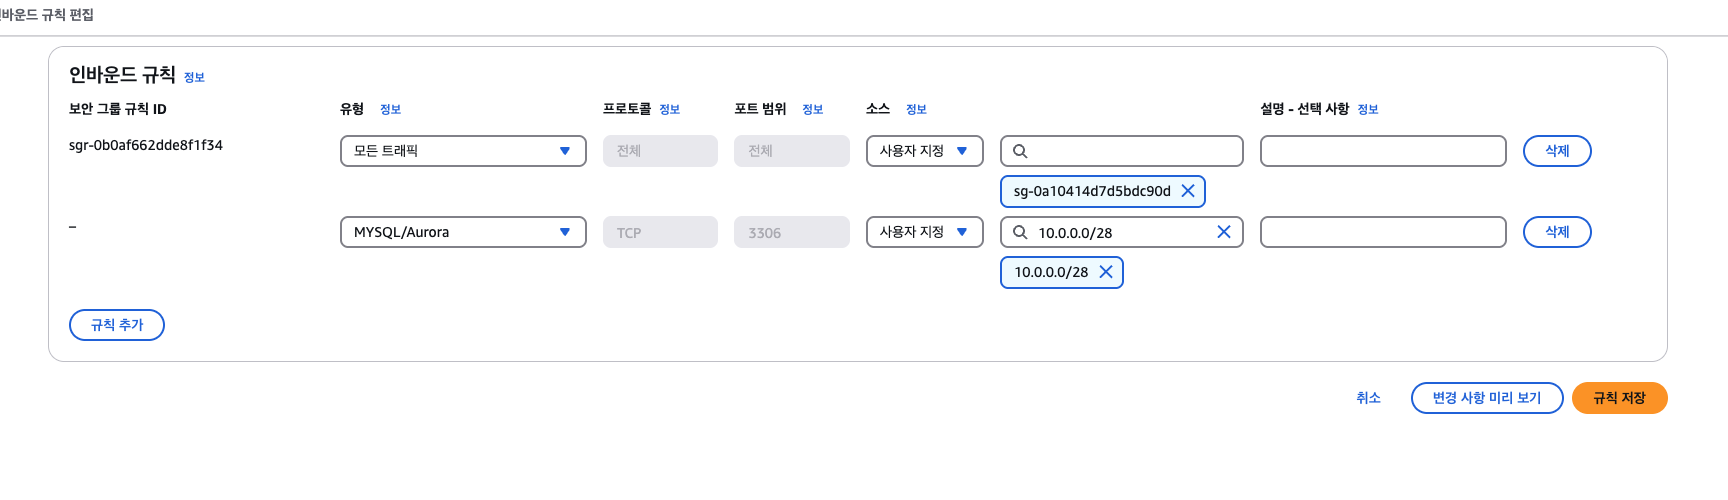 인바운드 규칙 편집
인바운드 규칙 정보
보안 그룹 규칙 ID 유형 정보 프로토콜 정보 포트 범위 정보 소스 정보 설명 - 선택 사항 정보
sgr-0b0af662dde8f1f34 모든 트래픽 전체 전체 사용자 지정 삭제
sg-0a10414d7d5bdc90d
– MYSQL/Aurora TCP 3306 사용자 지정 10.0.0.0/28 삭제
10.0.0.0/28
규칙 추가
취소 변경 사항 미리 보기 규칙 저장